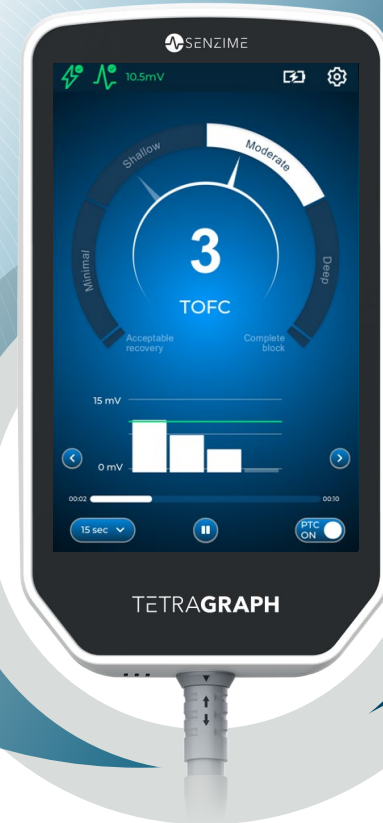 SENZIME
10.5mV
Shallow
Moderate
Minimal
Deep
3
TOFC
Acceptable
recovery
Complete
block
15 mV
0 mV
00:02
00:10
15 sec
PTC
ON
TETRAGRAPH